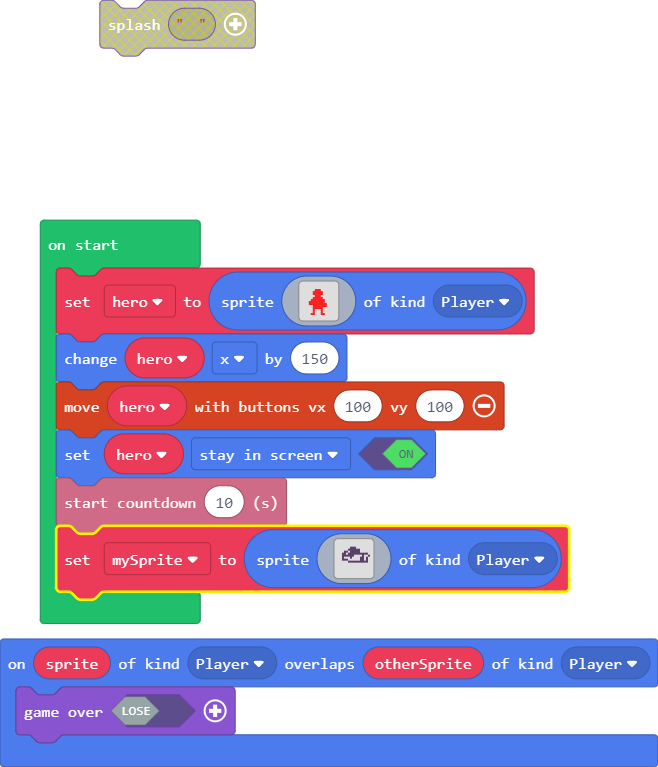 splash " "
on start
set hero to sprite of kind Player
change hero x by 150
move hero with buttons vx 100 vy 100
set hero stay in screen ON
start countdown 10 (s)
set mySprite to sprite of kind Player
on sprite of kind Player overlaps otherSprite of kind Player
game over LOSE